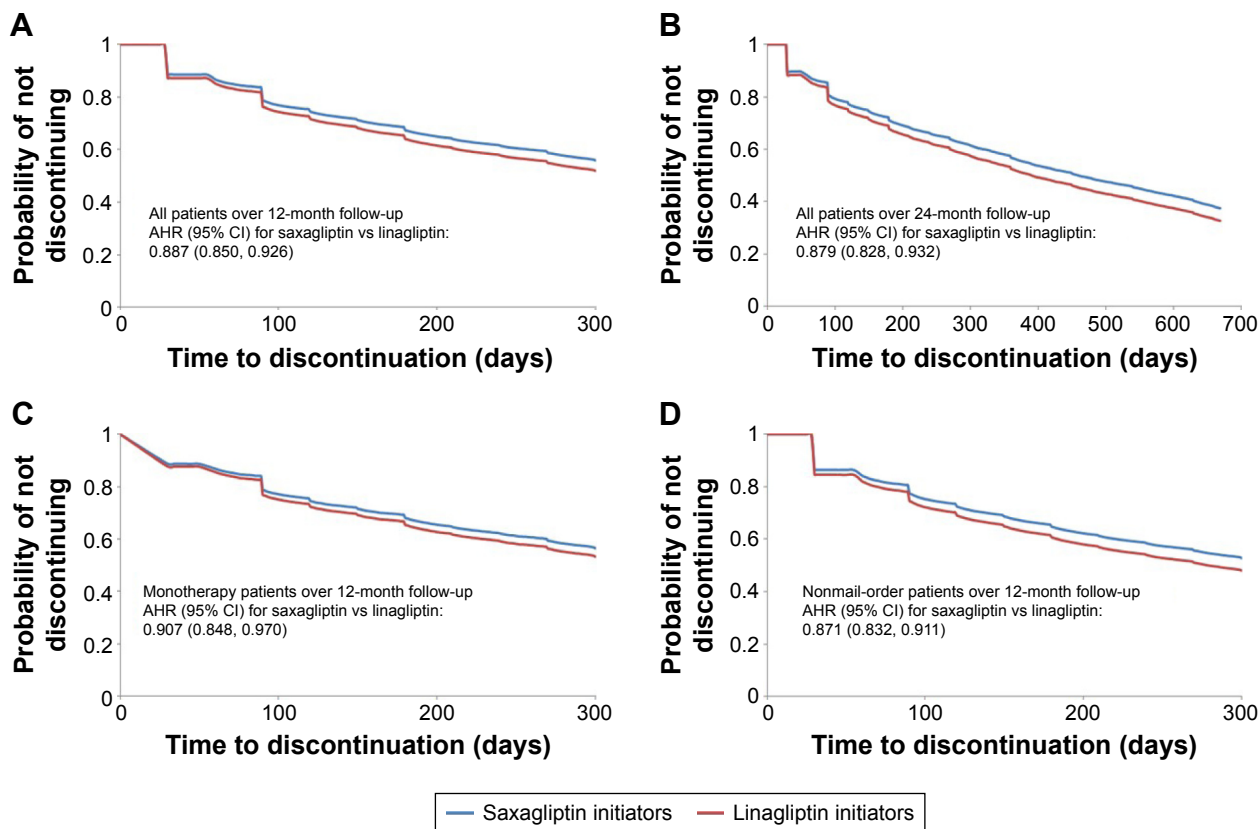 A
Probability of not
discontinuing
1
0.8
0.6
0.4
0.2
0
All patients over 12-month follow-up
AHR (95% CI) for saxagliptin vs linagliptin:
0.887 (0.850, 0.926)
0 100 200 300
Time to discontinuation (days)
B
Probability of not
discontinuing
1
0.8
0.6
0.4
0.2
0
All patients over 24-month follow-up
AHR (95% CI) for saxagliptin vs linagliptin:
0.879 (0.828, 0.932)
0 100 200 300 400 500 600 700
Time to discontinuation (days)
C
Probability of not
discontinuing
1
0.8
0.6
0.4
0.2
0
Monotherapy patients over 12-month follow-up
AHR (95% CI) for saxagliptin vs linagliptin:
0.907 (0.848, 0.970)
0 100 200 300
Time to discontinuation (days)
D
Probability of not
discontinuing
1
0.8
0.6
0.4
0.2
0
Nonmail-order patients over 12-month follow-up
AHR (95% CI) for saxagliptin vs linagliptin:
0.871 (0.832, 0.911)
0 100 200 300
Time to discontinuation (days)
Saxagliptin initiators Linagliptin initiators